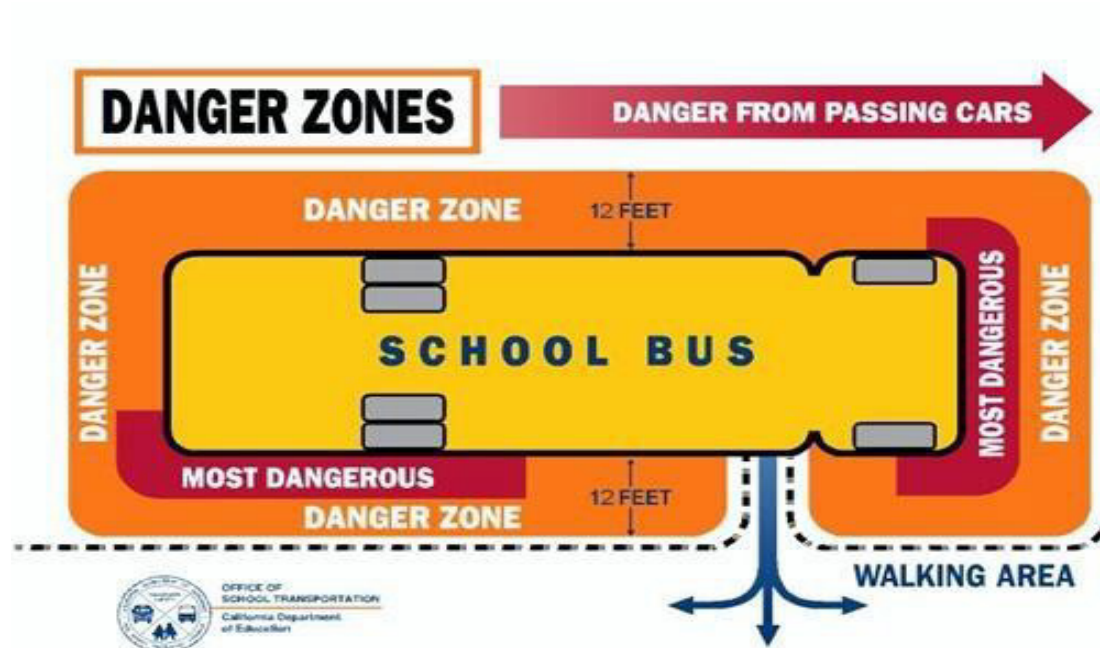 DANGER ZONES
DANGER FROM PASSING CARS
DANGER ZONE
12 FEET
DANGER ZONE
SCHOOL BUS
MOST DANGEROUS
DANGER ZONE
MOST DANGEROUS
12 FEET
DANGER ZONE
WALKING AREA
OFFICE OF
SCHOOL TRANSPORTATION
California Department
of Education